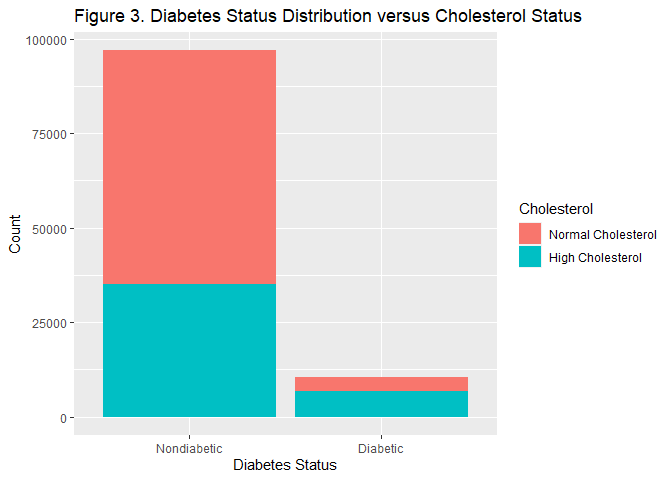 Figure 3. Diabetes Status Distribution versus Cholesterol Status
100000
75000
50000
25000
0
Count
Nondiabetic
Diabetic
Diabetes Status
Cholesterol
Normal Cholesterol
High Cholesterol